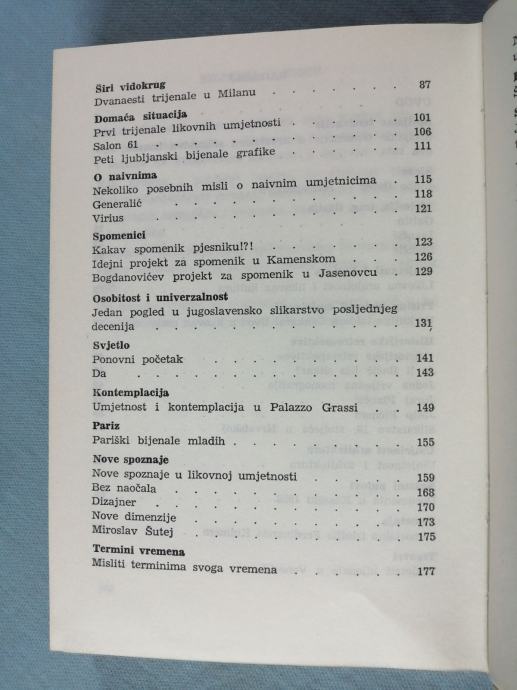 Širi vidokrug
Dvanaesti trijenale u Milanu . . . . . . 87
Domaća situacija
Prvi trijenale likovnih umjetnosti . . . . . 101
Salon 61 . . . . . . . . . . . 106
Peti ljubljanski bijenale grafike . . . . . 111
O naivnima
Nekoliko posebnih misli o naivnim umjetnicima . . 115
Generalić . . . . . . . . . . 118
Virius . . . . . . . . . . . 121
Spomenici
Kakav spomenik pjesniku!?! . . . . . . 123
Idejni projekt za spomenik u Kamenskom . . . 126
Bogdanovićev projekt za spomenik u Jasenovcu . . 129
Osobitost i univerzalnost
Jedan pogled u jugoslavensko slikarstvo posljednjeg
decenija . . . . . . . . . . . 131
Svjetlo
Ponovni početak . . . . . . . . . 141
Da . . . . . . . . . . . . 143
Kontemplacija
Umjetnost i kontemplacija u Palazzo Grassi . . . 149
Pariz
Pariški bijenale mladih . . . . . . . . 155
Nove spoznaje
Nove spoznaje u likovnoj umjetnosti . . . . . 159
Bez naočala . . . . . . . . . . 168
Dizajner . . . . . . . . . . . 170
Nove dimenzije . . . . . . . . . 173
Miroslav Šutej . . . . . . . . . . 175
Termini vremena
Misliti terminima svoga vremena . . . . . 177